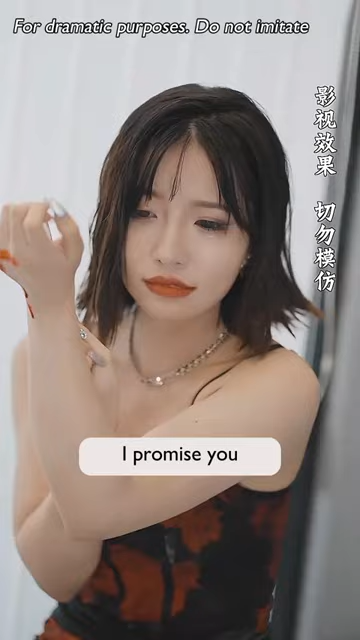 For dramatic purposes. Do not imitate
影视效果 切勿模仿
I promise you